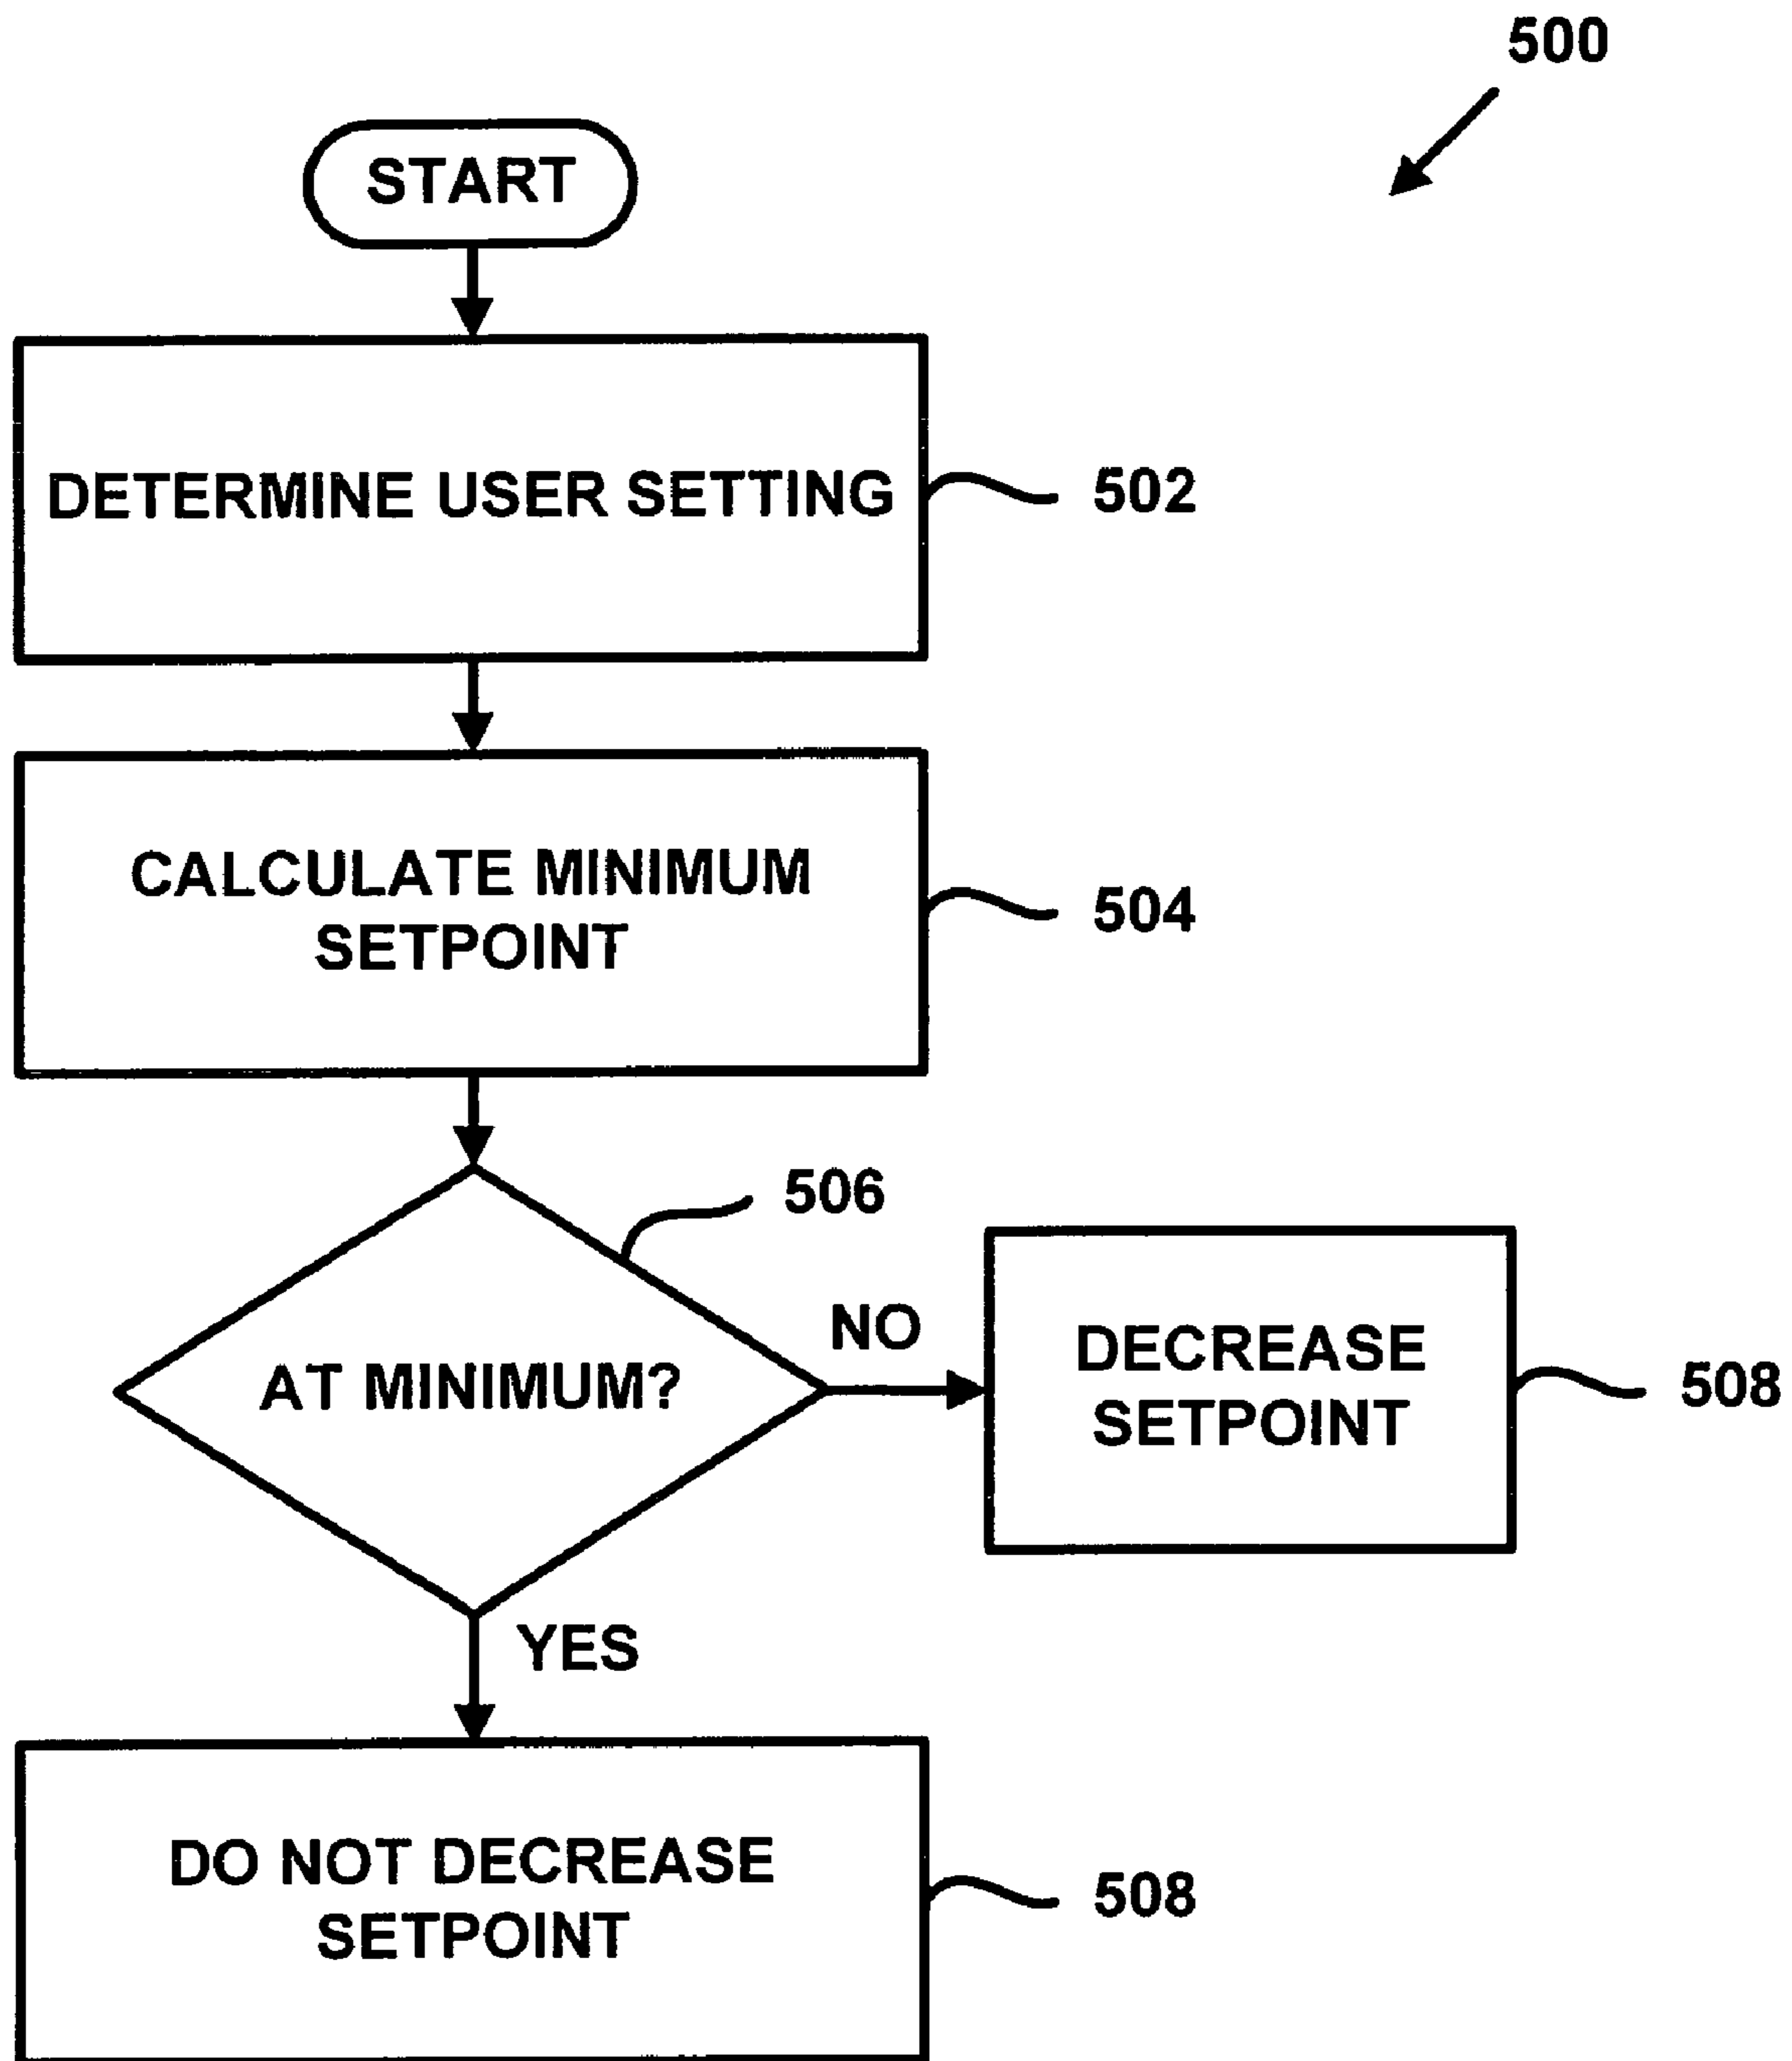 500
START
DETERMINE USER SETTING
502
CALCULATE MINIMUM
SETPOINT
504
506
AT MINIMUM?
NO
DECREASE
SETPOINT
508
YES
DO NOT DECREASE
SETPOINT
508